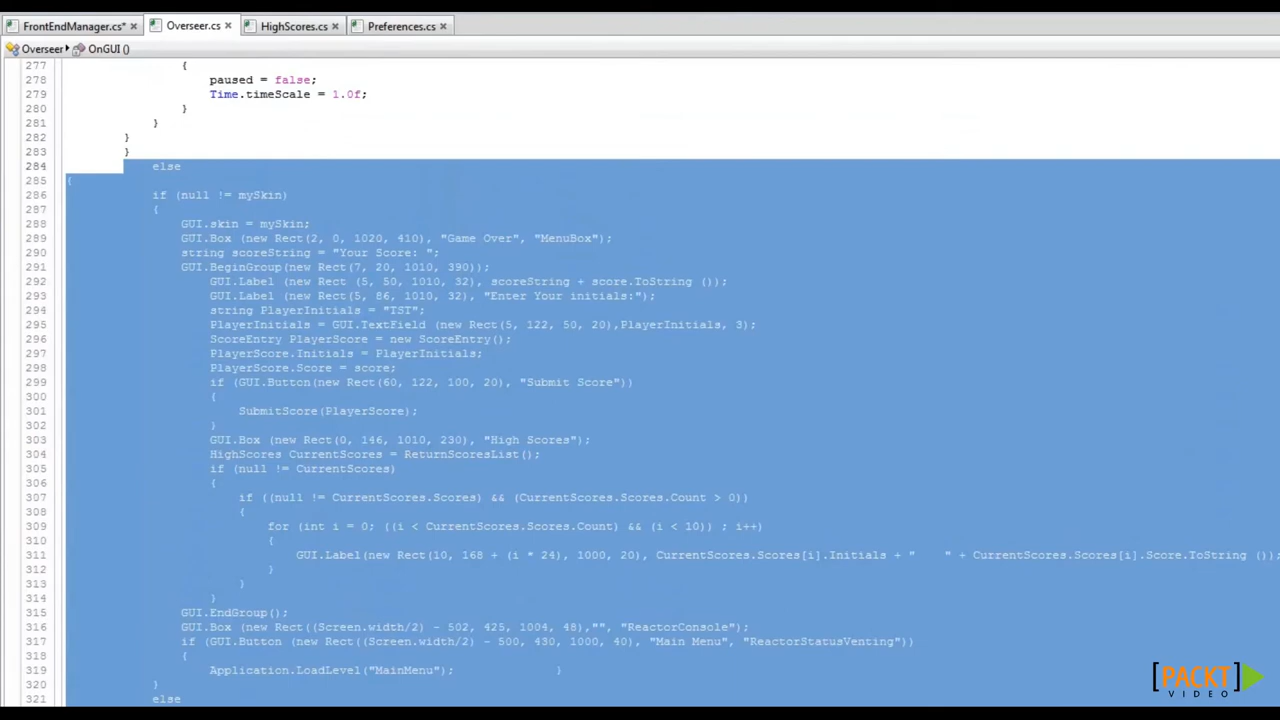 FrontEndManager.cs* × Overseer.cs × HighScores.cs × Preferences.cs ×
Overseer ▸ OnGUI ()
277 {
278 paused = false;
279 Time.timeScale = 1.0f;
280 }
281 }
282 }
283 }
284 else
285 {
286 if (null != mySkin)
287 {
288 GUI.skin = mySkin;
289 GUI.Box (new Rect(2, 0, 1020, 410), "Game Over", "MenuBox");
290 string scoreString = "Your Score: ";
291 GUI.BeginGroup(new Rect(7, 20, 1010, 390));
292 GUI.Label (new Rect (5, 50, 1010, 32), scoreString + score.ToString ());
293 GUI.Label (new Rect(5, 86, 1010, 32), "Enter Your initials:");
294 string PlayerInitials = "TST";
295 PlayerInitials = GUI.TextField (new Rect(5, 122, 50, 20),PlayerInitials, 3);
296 ScoreEntry PlayerScore = new ScoreEntry();
297 PlayerScore.Initials = PlayerInitials;
298 PlayerScore.Score = score;
299 if (GUI.Button(new Rect(60, 122, 100, 20), "Submit Score"))
300 {
301 SubmitScore(PlayerScore);
302 }
303 GUI.Box (new Rect(0, 146, 1010, 230), "High Scores");
304 HighScores CurrentScores = ReturnScoresList();
305 if (null != CurrentScores)
306 {
307 if ((null != CurrentScores.Scores) && (CurrentScores.Scores.Count > 0))
308 {
309 for (int i = 0; ((i < CurrentScores.Scores.Count) && (i < 10)) ; i++)
310 {
311 GUI.Label(new Rect(10, 168 + (i * 24), 1000, 20), CurrentScores.Scores[i].Initials + "    " + CurrentScores.Scores[i].Score.ToString ());
312 }
313 }
314 }
315 GUI.EndGroup();
316 GUI.Box (new Rect((Screen.width/2) - 502, 425, 1004, 48),"", "ReactorConsole");
317 if (GUI.Button (new Rect((Screen.width/2) - 500, 430, 1000, 40), "Main Menu", "ReactorStatusVenting"))
318 {
319 Application.LoadLevel("MainMenu"); }
320 }
321 else
[PACKT]
VIDEO